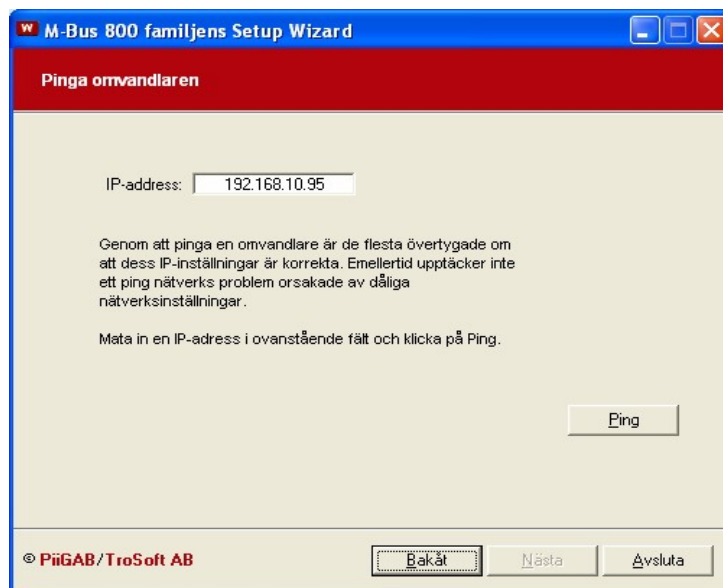 M-Bus 800 familjens Setup Wizard
Pinga omvandlaren
IP-address: 192.168.10.95
Genom att pinga en omvandlare är de flesta övertygade om
att dess IP-inställningar är korrekta. Emellertid upptäcker inte
ett ping nätverks problem orsakade av dåliga
nätverksinställningar.
Mata in en IP-adress i ovanstående fält och klicka på Ping.
Ping
© PiiGAB/TroSoft AB
Bakåt
Nästa
Avsluta